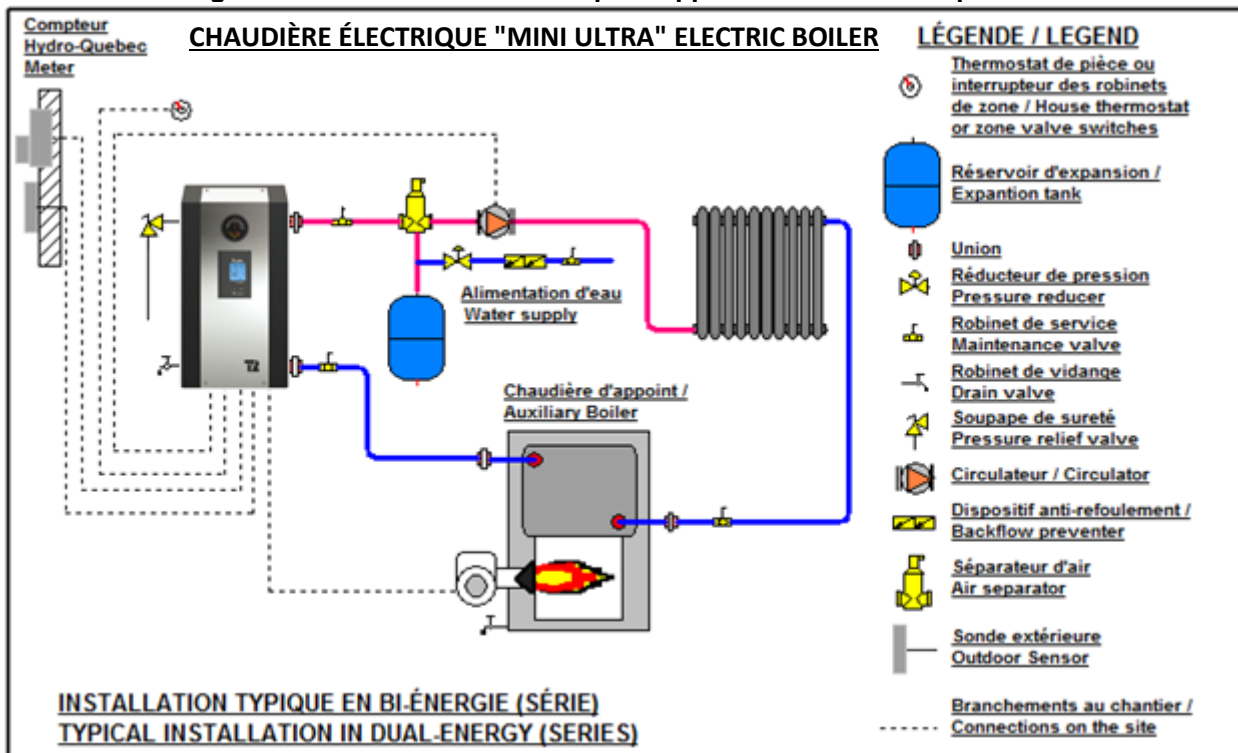 Compteur
Hydro-Quebec
Meter
CHAUDIÈRE ÉLECTRIQUE "MINI ULTRA" ELECTRIC BOILER
Alimentation d'eau
Water supply
Chaudière d'appoint /
Auxiliary Boiler
INSTALLATION TYPIQUE EN BI-ÉNERGIE (SÉRIE)
TYPICAL INSTALLATION IN DUAL-ENERGY (SERIES)
LÉGENDE / LEGEND
Thermostat de pièce ou
interrupteur des robinets
de zone / House thermostat
or zone valve switches
Réservoir d'expansion /
Expantion tank
Union
Réducteur de pression
Pressure reducer
Robinet de service
Maintenance valve
Robinet de vidange
Drain valve
Soupape de sureté
Pressure relief valve
Circulateur / Circulator
Dispositif anti-refoulement /
Backflow preventer
Séparateur d'air
Air separator
Sonde extérieure
Outdoor Sensor
Branchements au chantier /
Connections on the site